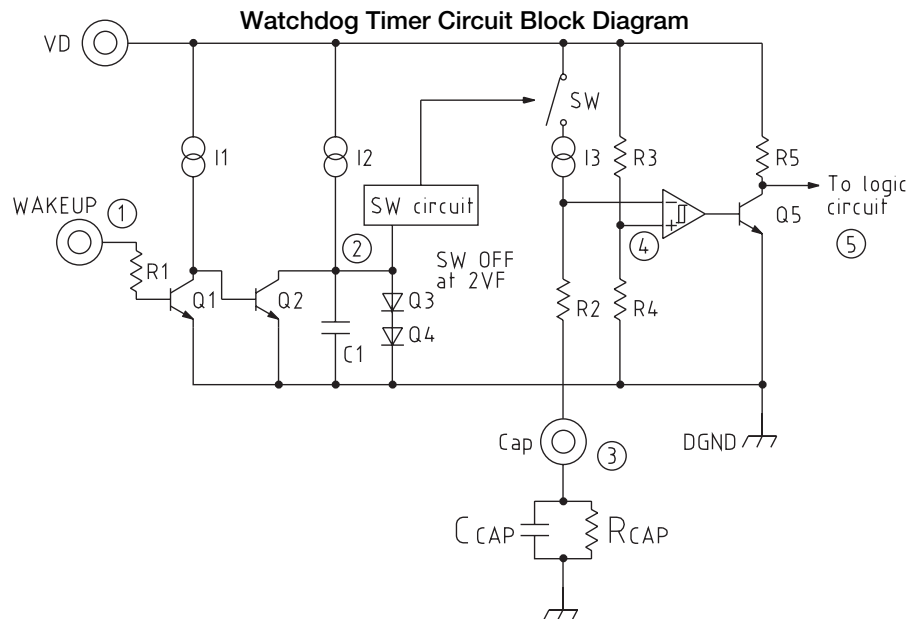 Watchdog Timer Circuit Block Diagram
VD
SW
I1
I2
I3
R3
R5
WAKEUP
1
SW circuit
To logic
circuit
Q5
5
R1
2
4
SW OFF
at 2VF
Q1
Q2
Q3
R2
R4
Q4
C1
Cap
3
DGND
CCAP
RCAP